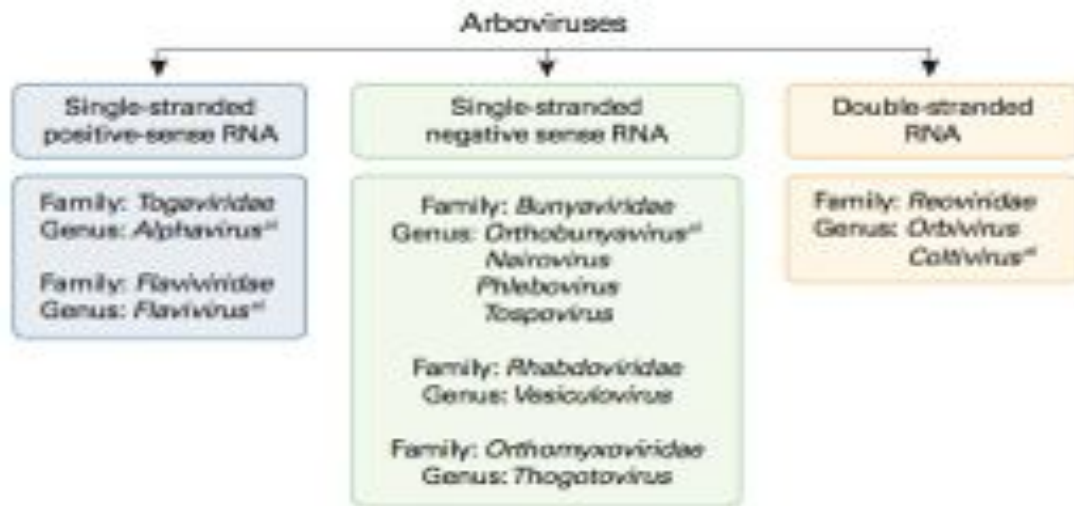 Arboviruses
Single-stranded
positive-sense RNA
Family: Togaviridae
Genus: Alphavirus
Family: Flaviviridae
Genus: Flavivirus
Single-stranded
negative sense RNA
Family: Bunyaviridae
Genus: Orthobunyavirus
Nairovirus
Phlebovirus
Tospovirus
Family: Rhabdoviridae
Genus: Vesiculovirus
Family: Orthomyxoviridae
Genus: Thogotovirus
Double-stranded
RNA
Family: Reoviridae
Genus: Orbivirus
Coltivirus